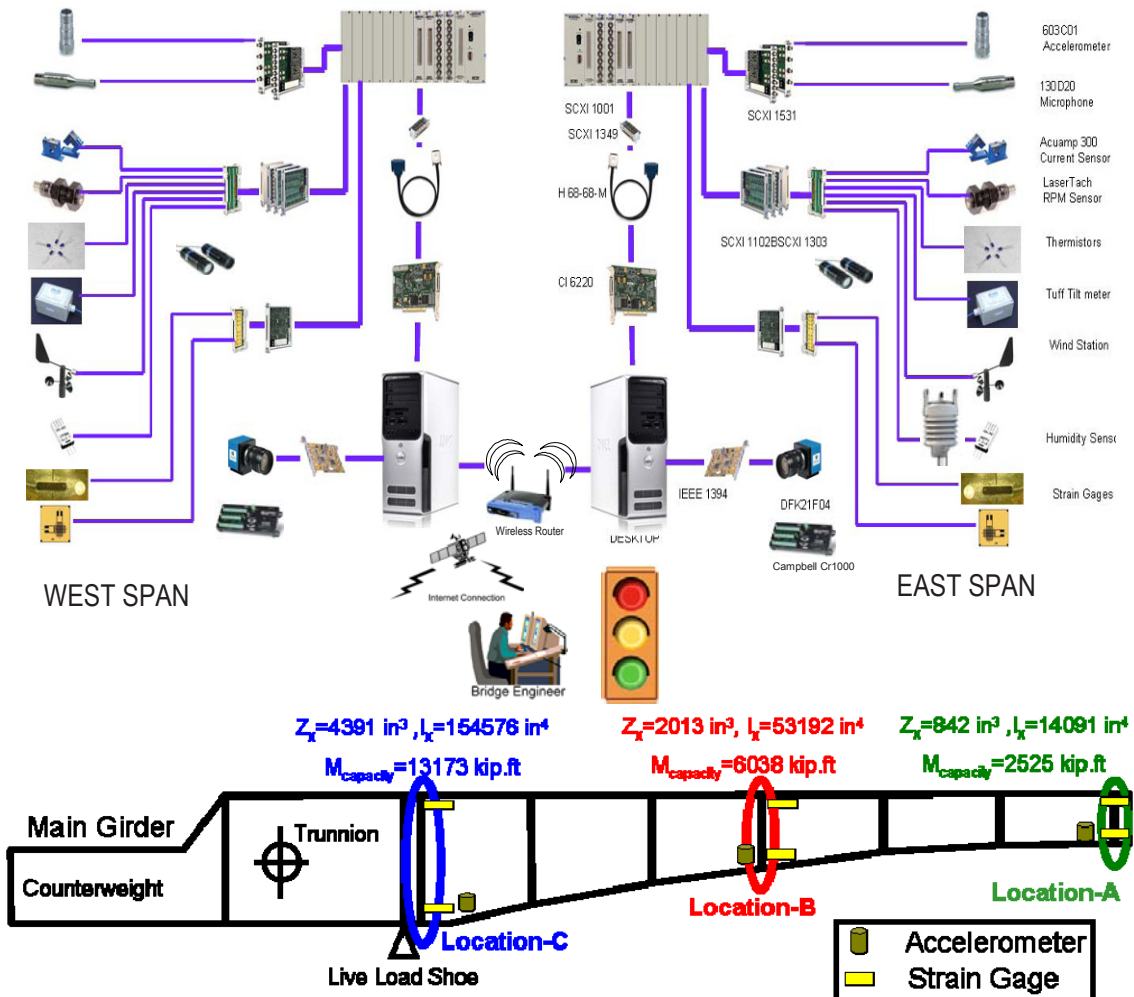 603C01
Accelerometer
130D20
Microphone
SCXI 1001
SCXI 1349
SCXI 1531
Acuamp 300
Current Sensor
H 68-68-M
LaserTach
RPM Sensor
SCXI 1102BSCXI 1303
Thermistors
CI 6220
Tuff Tilt meter
Wind Station
Humidity Senso
IEEE 1394
DFK21F04
Strain Gages
Wireless Router
DESKTOP
Campbell Cr1000
WEST SPAN
Internet Connection
EAST SPAN
Bridge Engineer
Zx=4391 in³ ,Ix=154576 in⁴
Mcapacity=13173 kip.ft
Zx=2013 in³, Ix=53192 in⁴
Mcapacity=6038 kip.ft
Zx=842 in³ ,Ix=14091 in⁴
Mcapacity=2525 kip.ft
Main Girder
Trunnion
Counterweight
Location-C
Location-B
Location-A
Live Load Shoe
Accelerometer
Strain Gage